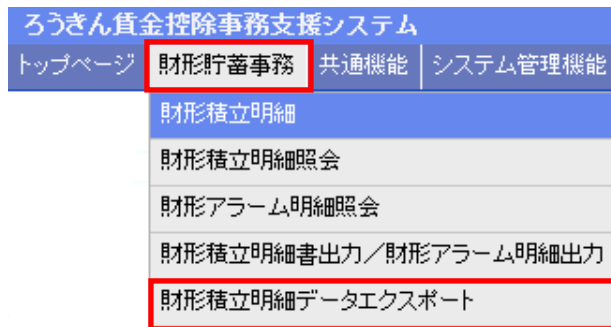 ろうきん賃金控除事務支援システム
トップページ 財形貯蓄事務 共通機能 システム管理機能
財形積立明細
財形積立明細照会
財形アラーム明細照会
財形積立明細書出力／財形アラーム明細出力
財形積立明細データエクスポート